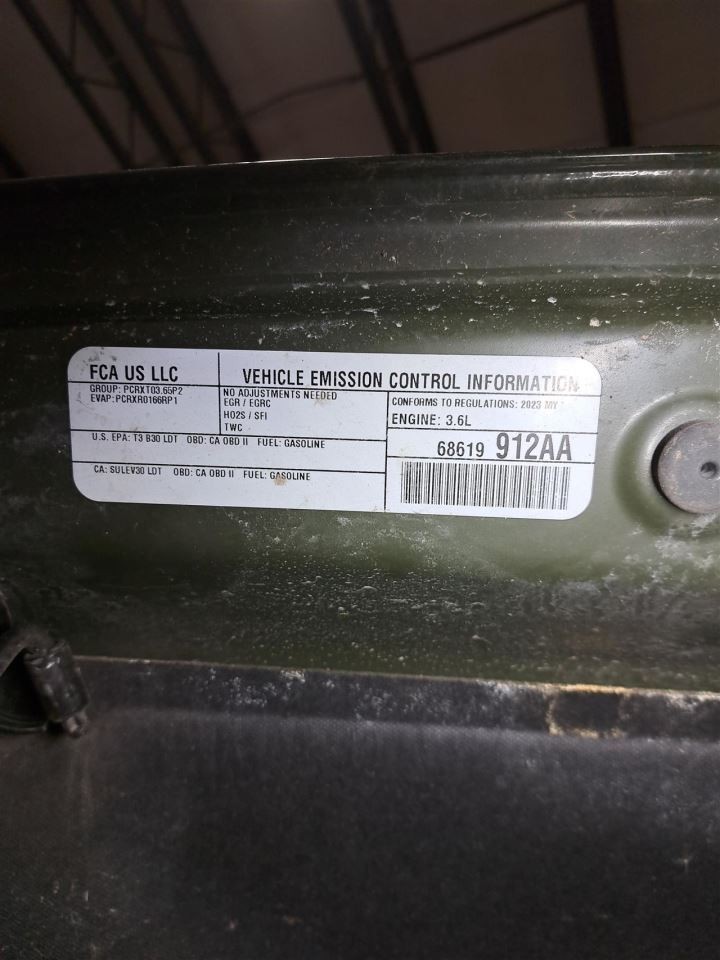 FCA US LLC
VEHICLE EMISSION CONTROL INFORMATION
GROUP: PCRXT03.65P2
EVAP: PCRXR0166RP1
NO ADJUSTMENTS NEEDED
EGR / EGRC
HO2S / SFI
TWC
CONFORMS TO REGULATIONS: 2023 MY
ENGINE: 3.6L
U.S. EPA: T3 B30 LDT OBD: CA OBD II FUEL: GASOLINE
CA: SULEV30 LDT OBD: CA OBD II FUEL: GASOLINE
68619 912AA